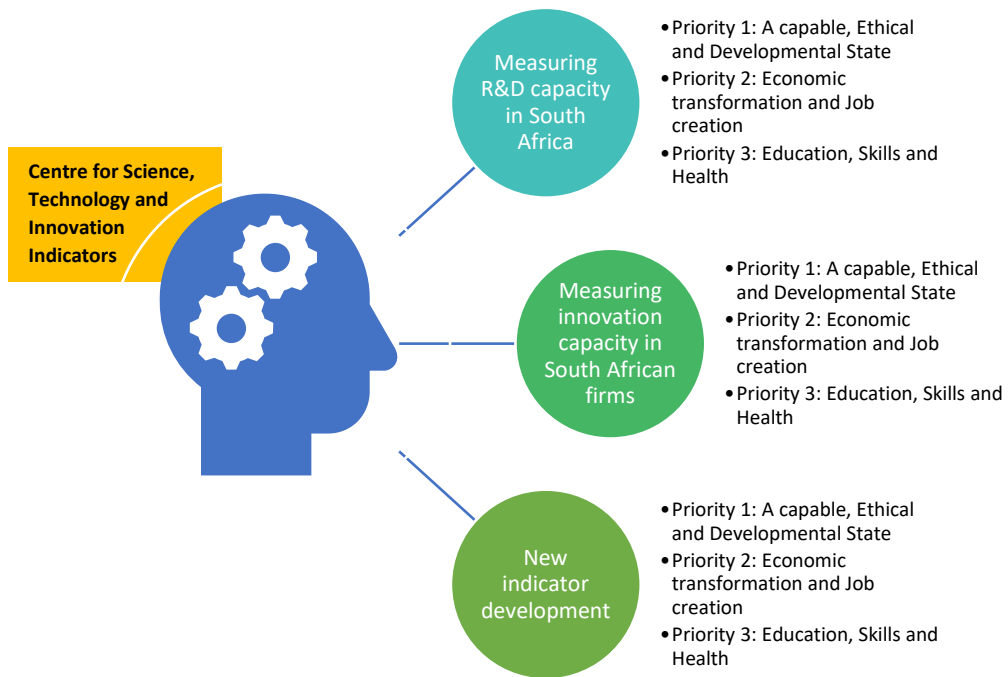 Centre for Science,
Technology and
Innovation
Indicators
Measuring
R&D capacity
in South
Africa
•Priority 1: A capable, Ethical
and Developmental State
•Priority 2: Economic
transformation and Job
creation
•Priority 3: Education, Skills and
Health
Measuring
innovation
capacity in
South African
firms
•Priority 1: A capable, Ethical
and Developmental State
•Priority 2: Economic
transformation and Job
creation
•Priority 3: Education, Skills and
Health
New
indicator
development
•Priority 1: A capable, Ethical
and Developmental State
•Priority 2: Economic
transformation and Job
creation
•Priority 3: Education, Skills and
Health